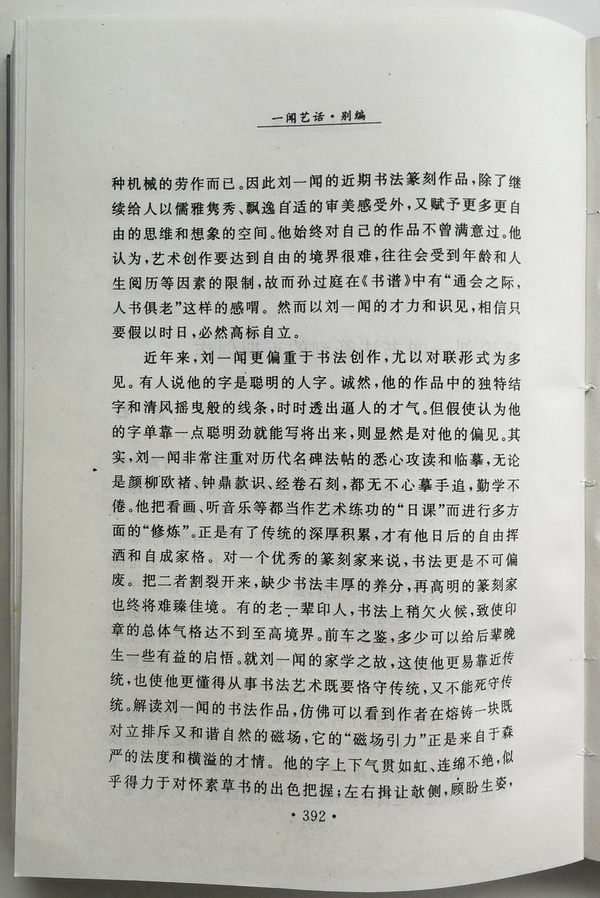 一闻艺话·别编
种机械的劳作而已。因此刘一闻的近期书法篆刻作品，除了继
续给人以儒雅隽秀、飘逸自适的审美感受外，又赋予更多更自
由的思维和想象的空间。他始终对自己的作品不曾满意过。他
认为，艺术创作要达到自由的境界很难，往往会受到年龄和人
生阅历等因素的限制，故而孙过庭在《书谱》中有“通会之际，
人书俱老”这样的感喟。然而以刘一闻的才力和识见，相信只
要假以时日，必然高标自立。
近年来，刘一闻更偏重于书法创作，尤以对联形式为多
见。有人说他的字是聪明的人字。诚然，他的作品中的独特结
字和清风摇曳般的线条，时时透出逼人的才气。但假使认为他
的字单靠一点聪明劲就能写将出来，则显然是对他的偏见。其
实，刘一闻非常注重对历代名碑法帖的悉心攻读和临摹，无论
是颜柳欧褚、钟鼎款识、经卷石刻，都无不心摹手追，勤学不
倦。他把看画、听音乐等都当作艺术练功的“日课”而进行多方
面的“修炼”。正是有了传统的深厚积累，才有他日后的自由挥
洒和自成家格。对一个优秀的篆刻家来说，书法更是不可偏
废。把二者割裂开来，缺少书法丰厚的养分，再高明的篆刻家
也终将难臻佳境。有的老一辈印人，书法上稍欠火候，致使印
章的总体气格达不到至高境界。前车之鉴，多少可以给后辈晚
生一些有益的启悟。就刘一闻的家学之故，这使他更易靠近传
统，也使他更懂得从事书法艺术既要恪守传统，又不能死守传
统。解读刘一闻的书法作品，仿佛可以看到作者在熔铸一块既
对立排斥又和谐自然的磁场，它的“磁场引力”正是来自于森
严的法度和横溢的才情。他的字上下气贯如虹、连绵不绝，似
乎得力于对怀素草书的出色把握；左右揖让欹侧，顾盼生姿，
·392·